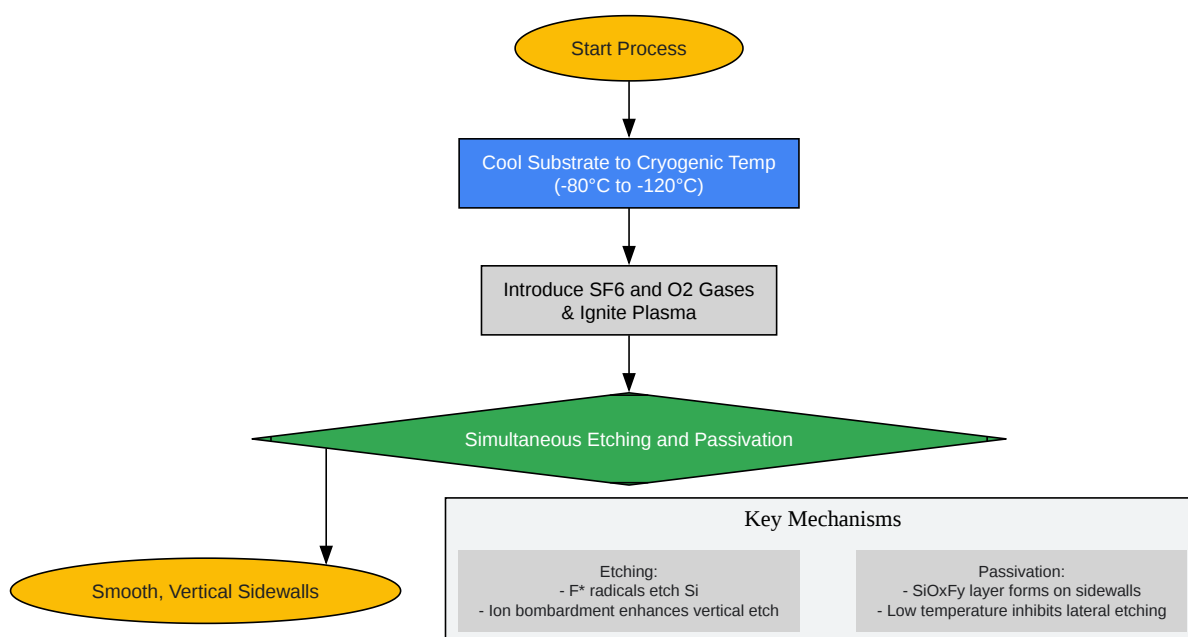 Start Process
Cool Substrate to Cryogenic Temp
(-80°C to -120°C)
Introduce SF6 and O2 Gases
& Ignite Plasma
Simultaneous Etching and Passivation
Smooth, Vertical Sidewalls
Key Mechanisms
Etching:
- F* radicals etch Si
- Ion bombardment enhances vertical etch
Passivation:
- SiOxFy layer forms on sidewalls
- Low temperature inhibits lateral etching